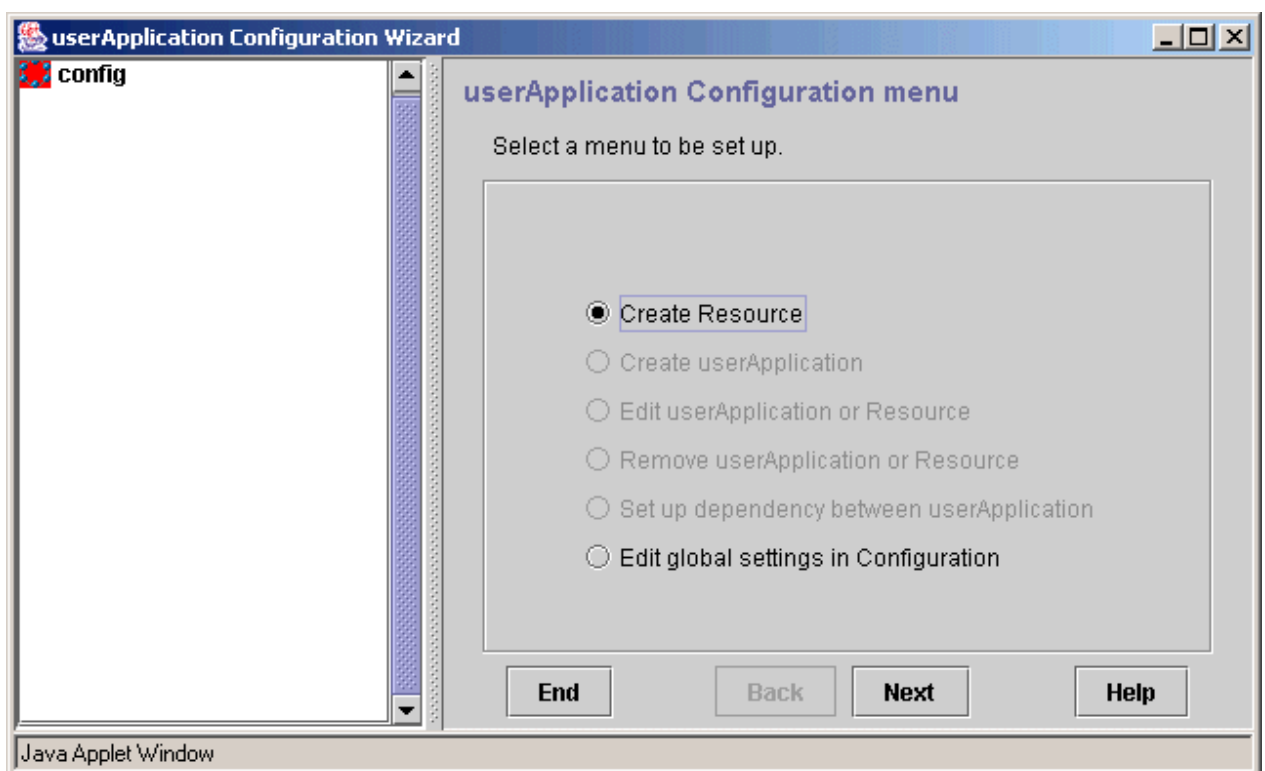 userApplication Configuration Wizard
config
userApplication Configuration menu
Select a menu to be set up.
Create Resource
Create userApplication
Edit userApplication or Resource
Remove userApplication or Resource
Set up dependency between userApplication
Edit global settings in Configuration
End Back Next Help
Java Applet Window